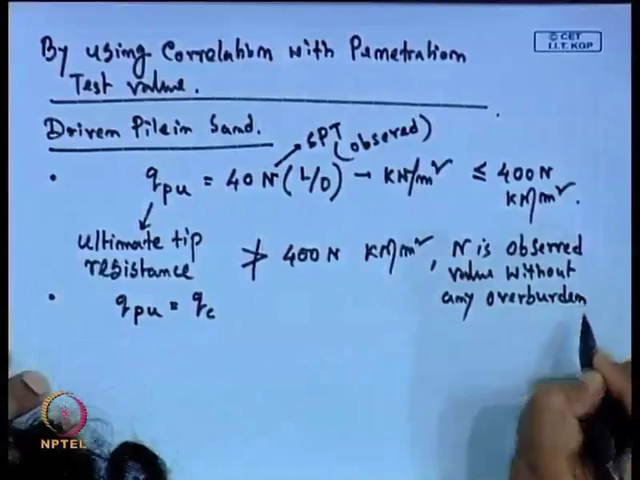 © CET
I.I.T. KGP
By using Correlation with Penetration
Test value.
Driven Pile in Sand.
SPT
(observed)
• qpu = 40 N (L/D) → kN/m² ≤ 400 N
kN/m².
ultimate tip
resistance
≯ 400 N kN/m², N is observed
value without
any overburden
• qpu = qc
NPTEL